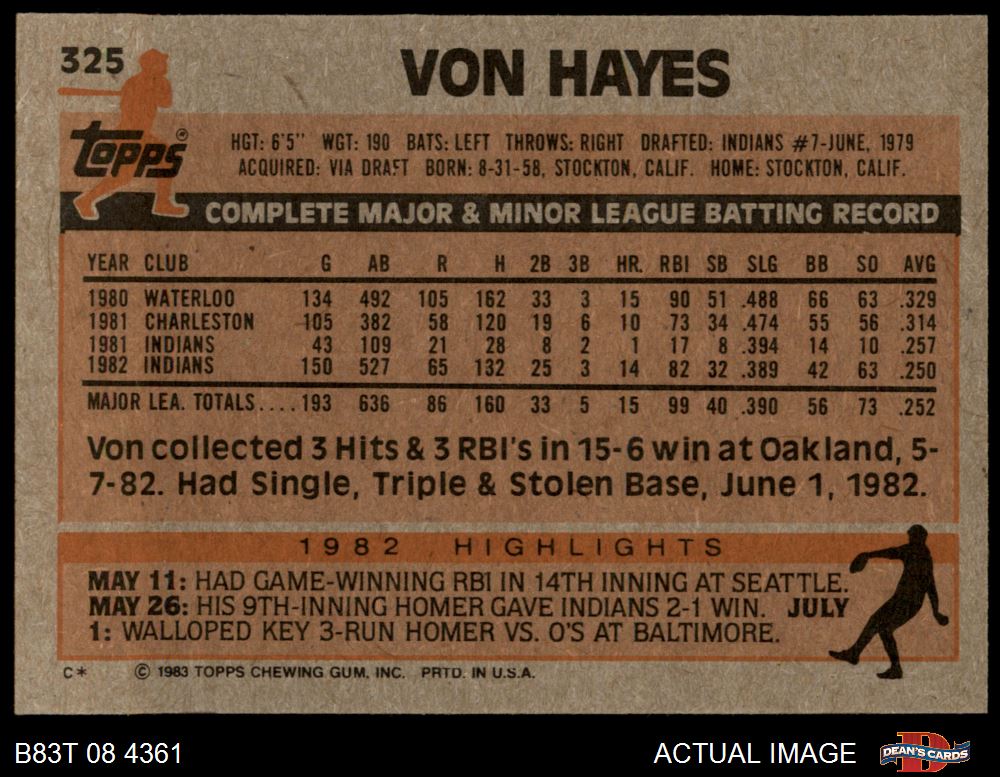 325
VON HAYES
topps®
HGT: 6'5" WGT: 190 BATS: LEFT THROWS: RIGHT DRAFTED: INDIANS #7-JUNE, 1979
ACQUIRED: VIA DRAFT BORN: 8-31-58, STOCKTON, CALIF. HOME: STOCKTON, CALIF.
COMPLETE MAJOR & MINOR LEAGUE BATTING RECORD
YEAR CLUB G AB R H 2B 3B HR. RBI SB SLG BB SO AVG
1980 WATERLOO 134 492 105 162 33 3 15 90 51 .488 66 63 .329
1981 CHARLESTON 105 382 58 120 19 6 10 73 34 .474 55 56 .314
1981 INDIANS 43 109 21 28 8 2 1 17 8 .394 14 10 .257
1982 INDIANS 150 527 65 132 25 3 14 82 32 .389 42 63 .250
MAJOR LEA. TOTALS....193 636 86 160 33 5 15 99 40 .390 56 73 .252
Von collected 3 Hits & 3 RBI's in 15-6 win at Oakland, 5-
7-82. Had Single, Triple & Stolen Base, June 1, 1982.
1982 HIGHLIGHTS
MAY 11: HAD GAME-WINNING RBI IN 14TH INNING AT SEATTLE.
MAY 26: HIS 9TH-INNING HOMER GAVE INDIANS 2-1 WIN. JULY
1: WALLOPED KEY 3-RUN HOMER VS. O'S AT BALTIMORE.
C* © 1983 TOPPS CHEWING GUM, INC. PRTD. IN U.S.A.
B83T 08 4361 ACTUAL IMAGE DEAN'S CARDS